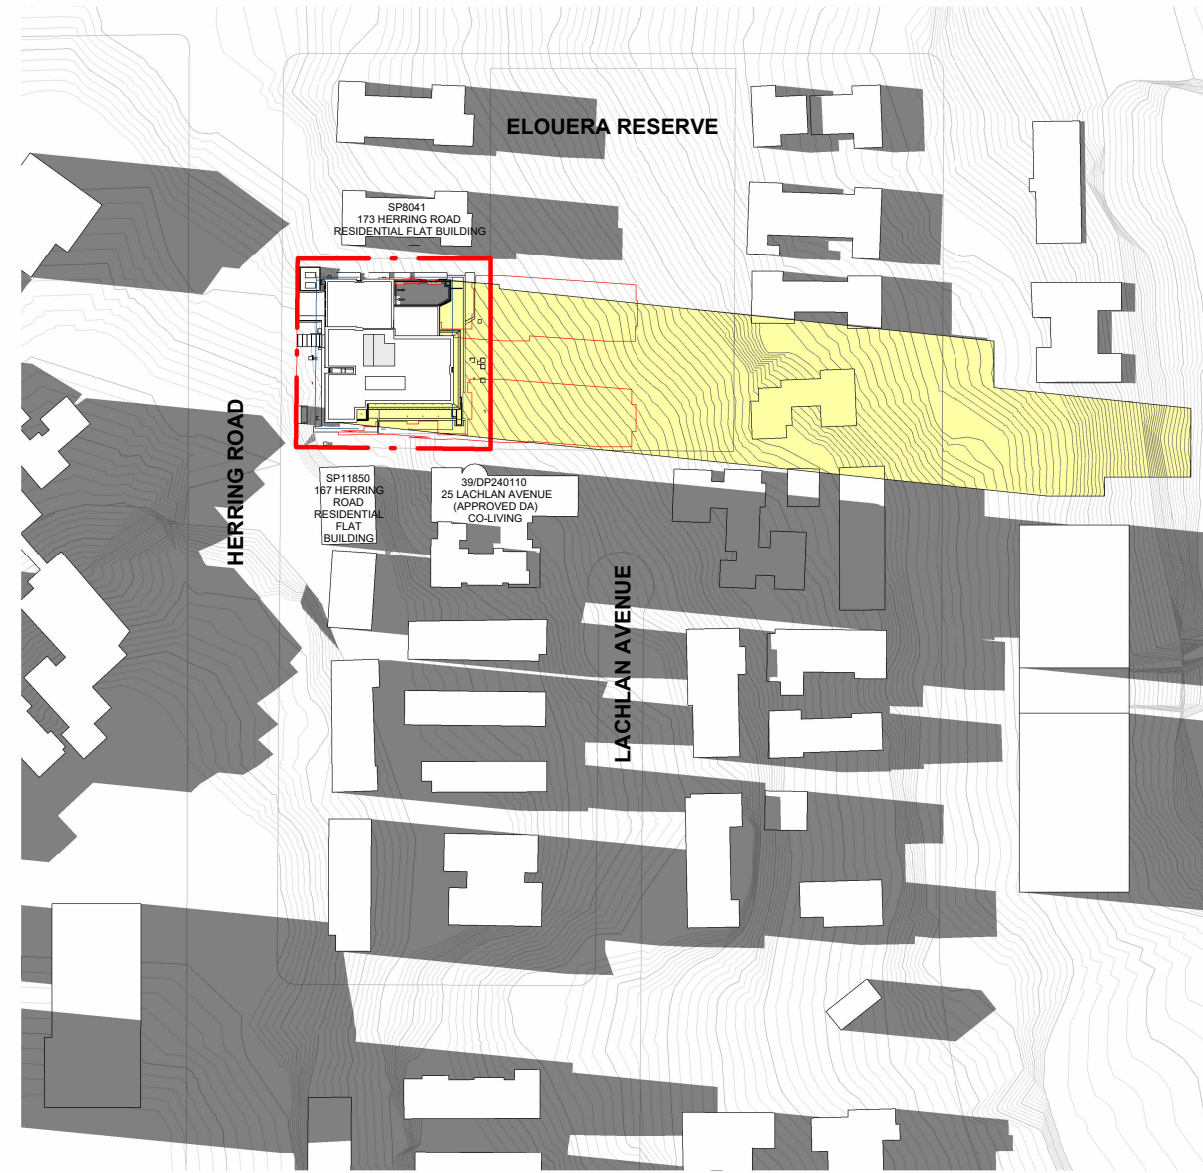 ELOUERA RESERVE
SP8041
173 HERRING ROAD
RESIDENTIAL FLAT BUILDING
HERRING ROAD
SP11850
167 HERRING
ROAD
RESIDENTIAL
FLAT
BUILDING
39/DP240110
25 LACHLAN AVENUE
(APPROVED DA)
CO-LIVING
LACHLAN AVENUE